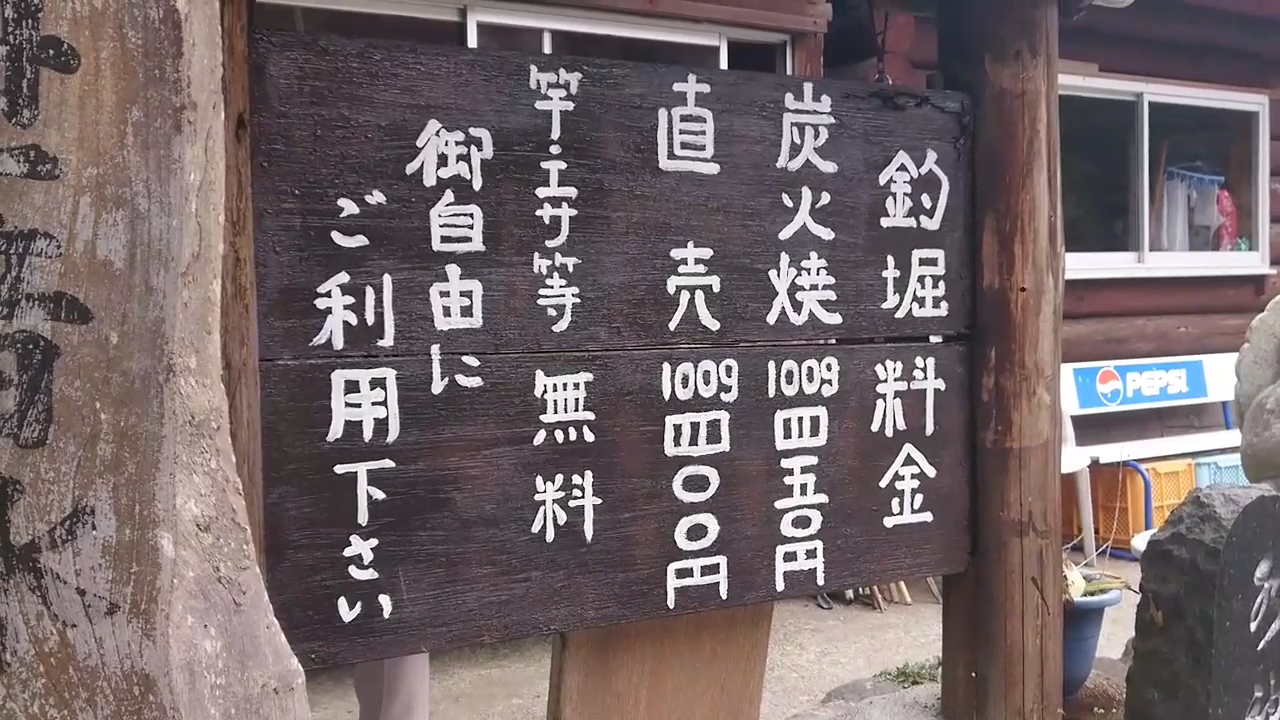 釣堀料金
炭火焼 100g 四五〇円
直売 100g 四〇〇円
竿・エサ等 無料
御自由に
ご利用下さい
PEPSI